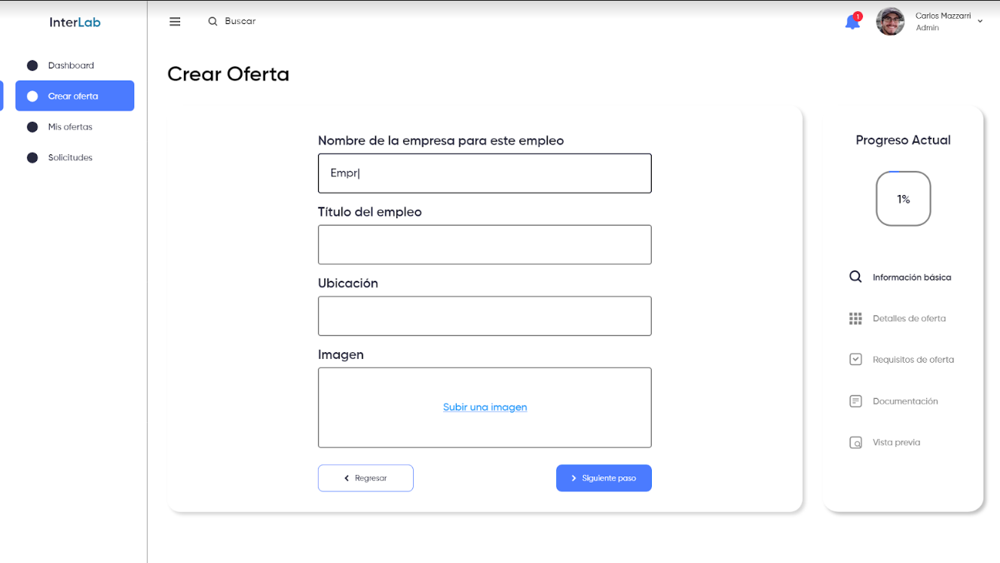 InterLab
Buscar
1
Carlos Mazzarri
Admin
Dashboard
Crear oferta
Mis ofertas
Solicitudes
Crear Oferta
Nombre de la empresa para este empleo
Empr
Título del empleo
Ubicación
Imagen
Subir una imagen
Regresar
Siguiente paso
Progreso Actual
1%
Información básica
Detalles de oferta
Requisitos de oferta
Documentación
Vista previa